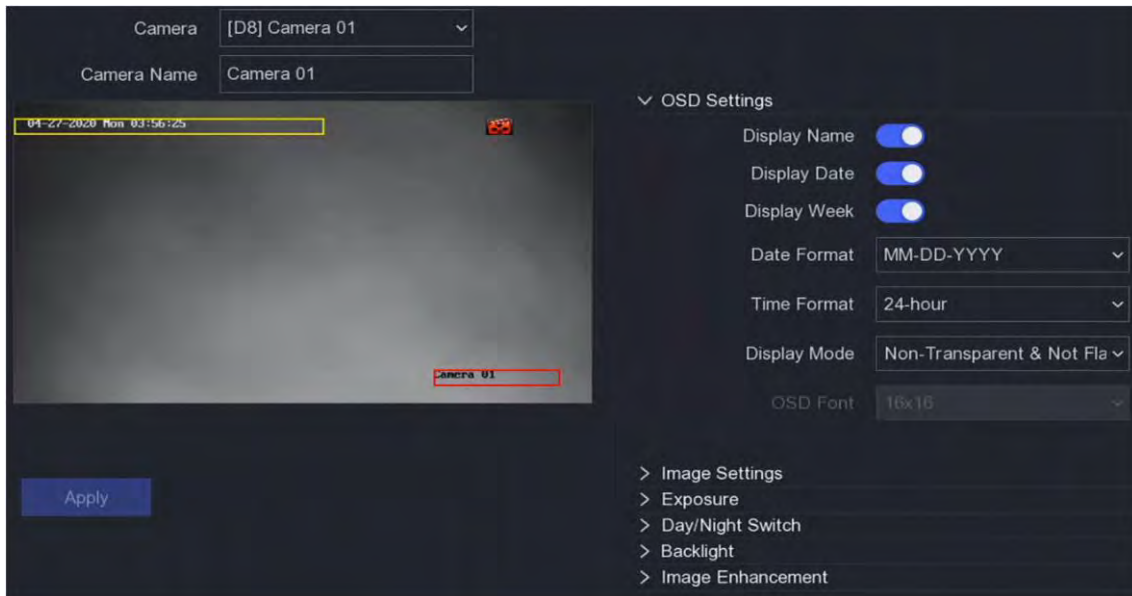 Camera [D8] Camera 01
Camera Name Camera 01
04-27-2020 Mon 03:56:25
Camera 01
Apply
OSD Settings
Display Name
Display Date
Display Week
Date Format MM-DD-YYYY
Time Format 24-hour
Display Mode Non-Transparent & Not Fla
OSD Font 16x16
Image Settings
Exposure
Day/Night Switch
Backlight
Image Enhancement